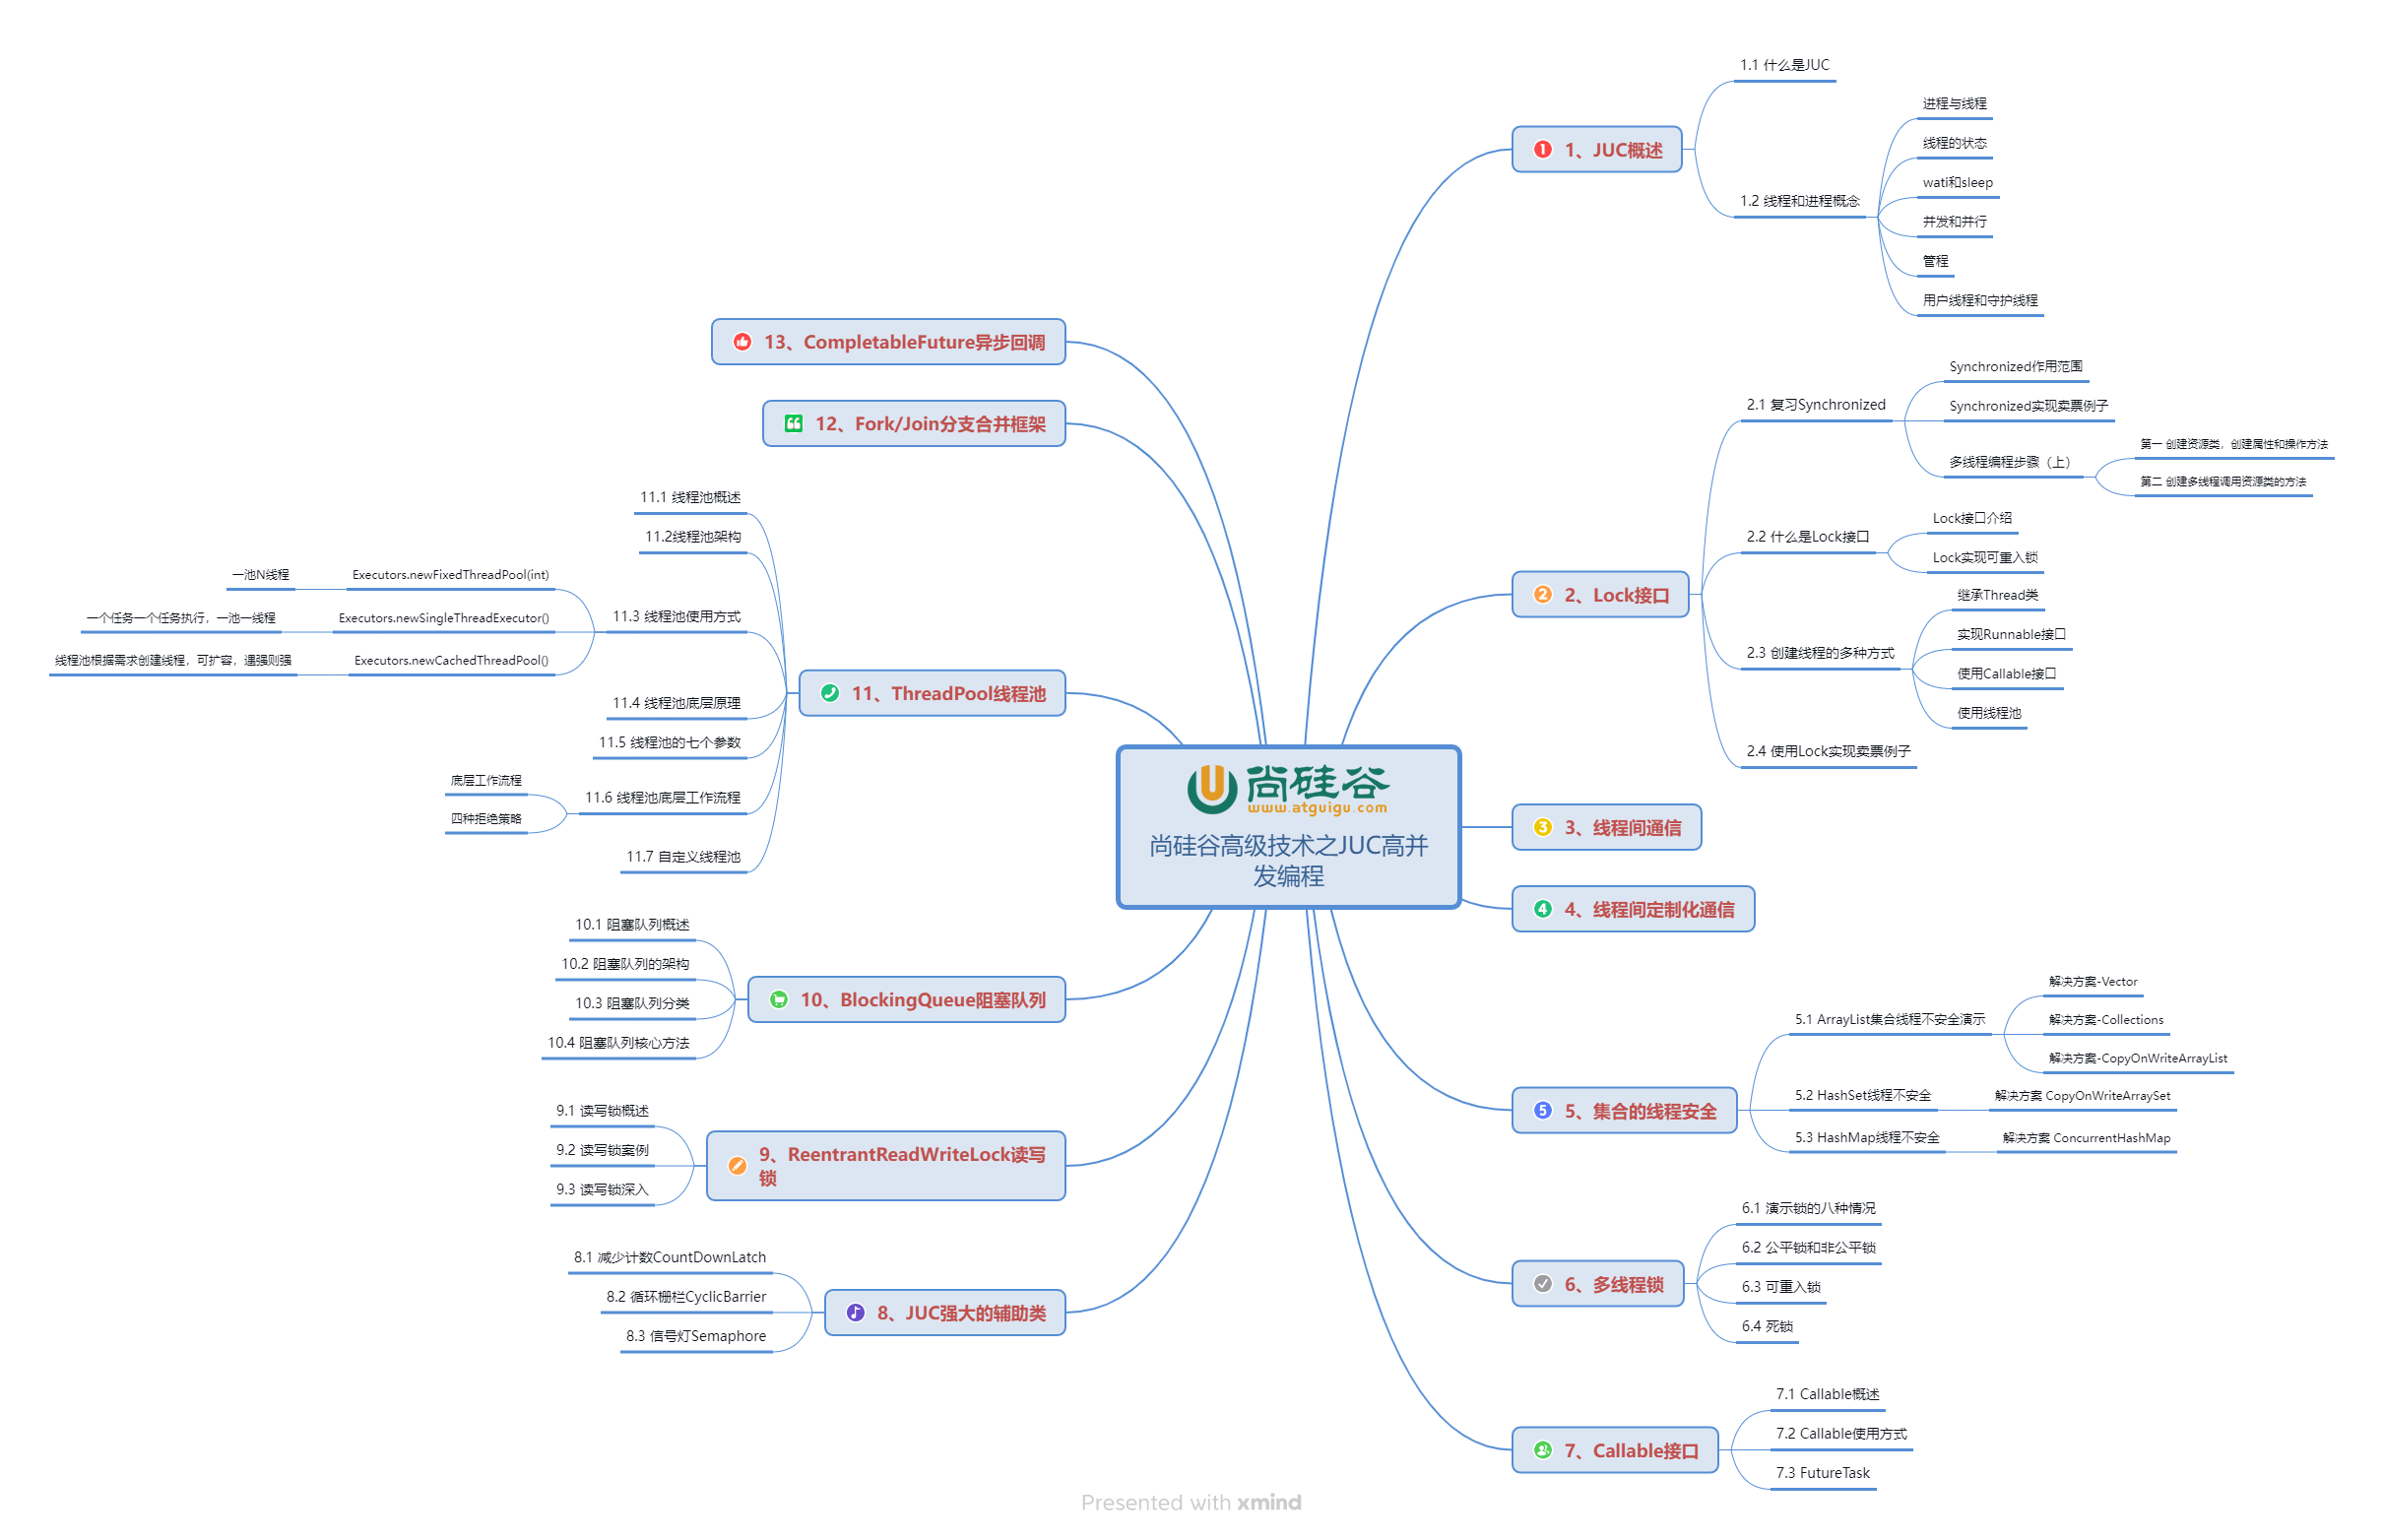 尚硅谷
www.atguigu.com
尚硅谷高级技术之JUC高并
发编程
1、JUC概述
1.1 什么是JUC
1.2 线程和进程概念
进程与线程
线程的状态
wati和sleep
并发和并行
管程
用户线程和守护线程
2、Lock接口
2.1 复习Synchronized
Synchronized作用范围
Synchronized实现卖票例子
多线程编程步骤（上）
第一 创建资源类，创建属性和操作方法
第二 创建多线程调用资源类的方法
2.2 什么是Lock接口
Lock接口介绍
Lock实现可重入锁
2.3 创建线程的多种方式
继承Thread类
实现Runnable接口
使用Callable接口
使用线程池
2.4 使用Lock实现卖票例子
3、线程间通信
4、线程间定制化通信
5、集合的线程安全
5.1 ArrayList集合线程不安全演示
解决方案-Vector
解决方案-Collections
解决方案-CopyOnWriteArrayList
5.2 HashSet线程不安全
解决方案 CopyOnWriteArraySet
5.3 HashMap线程不安全
解决方案 ConcurrentHashMap
6、多线程锁
6.1 演示锁的八种情况
6.2 公平锁和非公平锁
6.3 可重入锁
6.4 死锁
7、Callable接口
7.1 Callable概述
7.2 Callable使用方式
7.3 FutureTask
8、JUC强大的辅助类
8.1 减少计数CountDownLatch
8.2 循环栅栏CyclicBarrier
8.3 信号灯Semaphore
9、ReentrantReadWriteLock读写
锁
9.1 读写锁概述
9.2 读写锁案例
9.3 读写锁深入
10、BlockingQueue阻塞队列
10.1 阻塞队列概述
10.2 阻塞队列的架构
10.3 阻塞队列分类
10.4 阻塞队列核心方法
11、ThreadPool线程池
11.1 线程池概述
11.2线程池架构
11.3 线程池使用方式
Executors.newFixedThreadPool(int)
一池N线程
Executors.newSingleThreadExecutor()
一个任务一个任务执行，一池一线程
Executors.newCachedThreadPool()
线程池根据需求创建线程，可扩容，遇强则强
11.4 线程池底层原理
11.5 线程池的七个参数
11.6 线程池底层工作流程
底层工作流程
四种拒绝策略
11.7 自定义线程池
12、Fork/Join分支合并框架
13、CompletableFuture异步回调
Presented with xmind